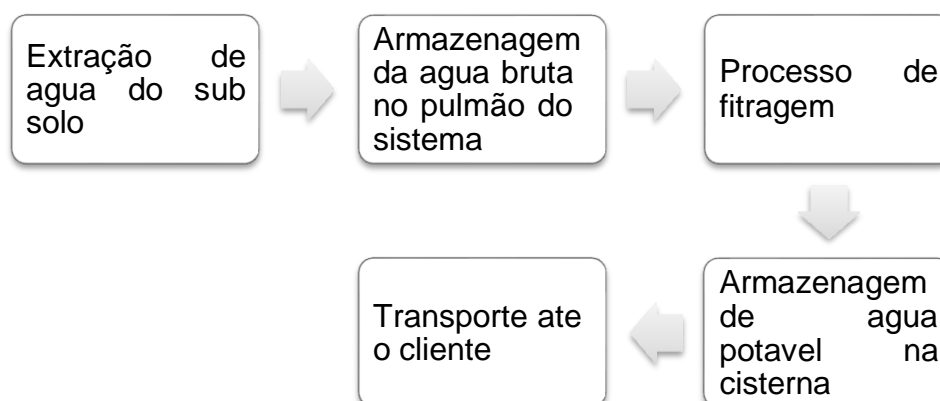 Extração de
agua do sub
solo
Armazenagem
da agua bruta
no pulmão do
sistema
Processo de
fitragem
Armazenagem
de agua
potavel na
cisterna
Transporte ate
o cliente